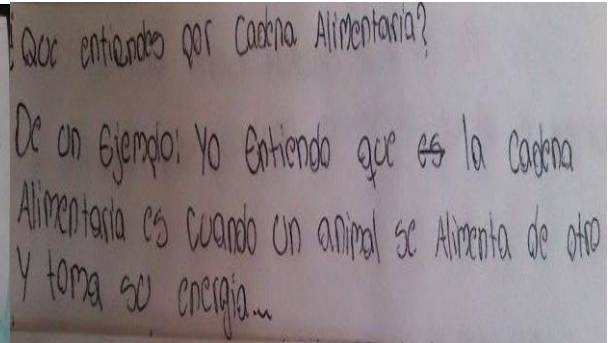 ¿Que entiendes por Cadena Alimentaria?
De un Ejemplo: Yo Entiendo que es la Cadena
Alimentaria es cuando un animal se Alimenta de otro
Y toma su energia...